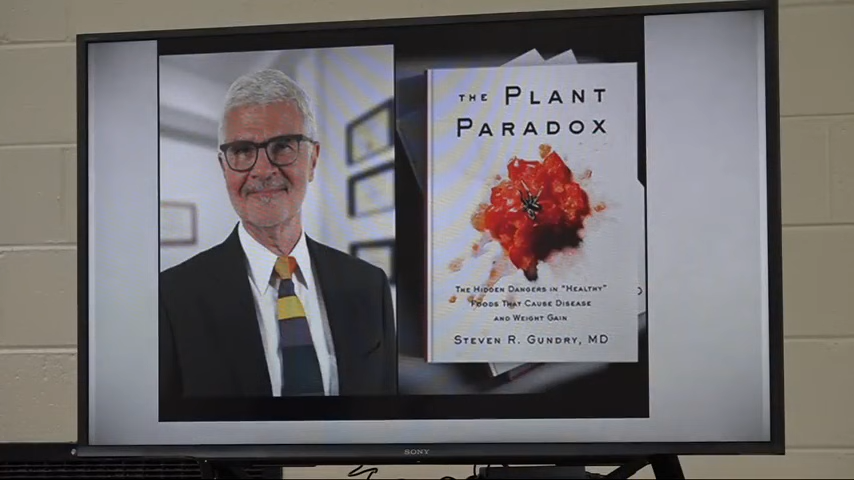 THE PLANT
PARADOX
THE HIDDEN DANGERS IN "HEALTHY"
FOODS THAT CAUSE DISEASE
AND WEIGHT GAIN
STEVEN R. GUNDRY, MD
SONY